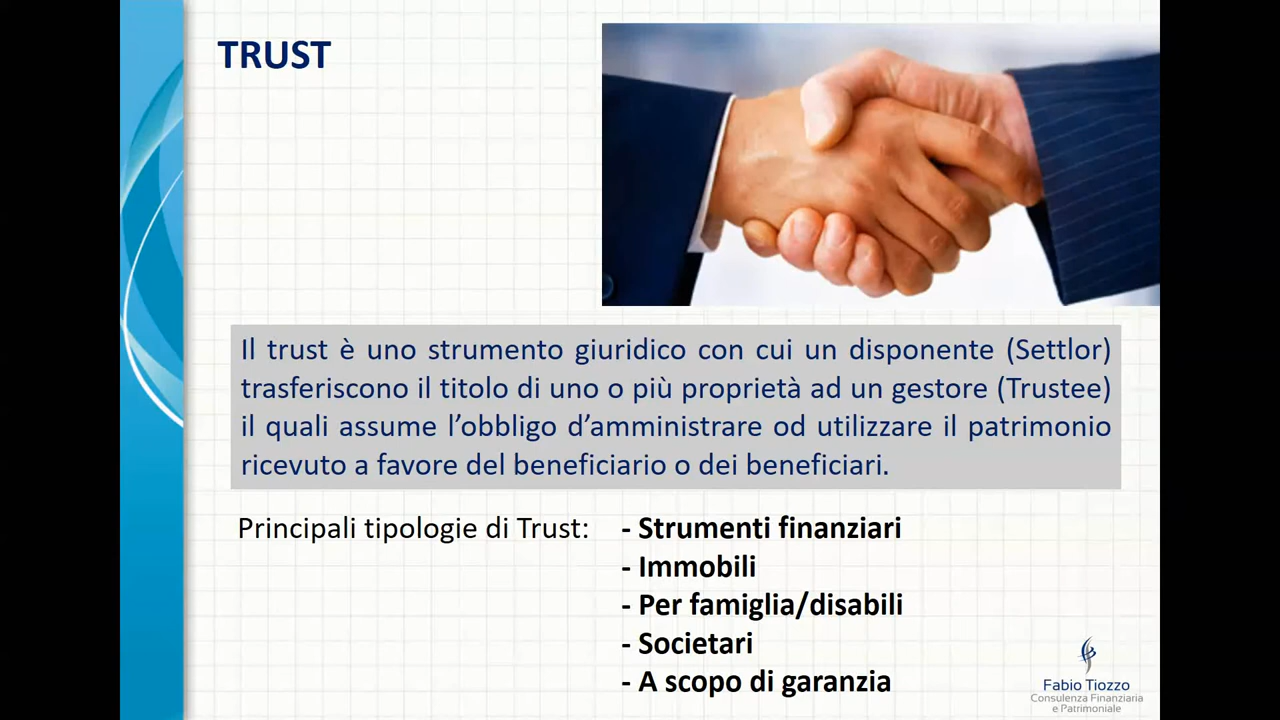 TRUST
Il trust è uno strumento giuridico con cui un disponente (Settlor)
trasferiscono il titolo di uno o più proprietà ad un gestore (Trustee)
il quali assume l’obbligo d’amministrare od utilizzare il patrimonio
ricevuto a favore del beneficiario o dei beneficiari.
Principali tipologie di Trust:
- Strumenti finanziari
- Immobili
- Per famiglia/disabili
- Societari
- A scopo di garanzia
Fabio Tiozzo
Consulenza Finanziaria
e Patrimoniale